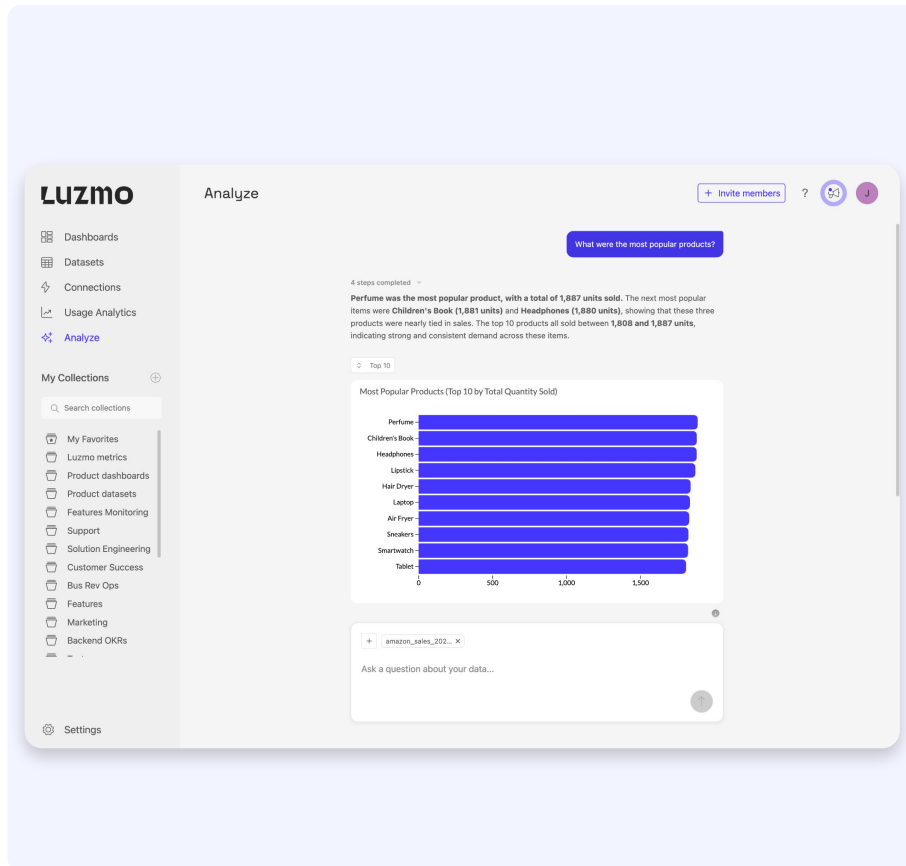 Luzmo
Dashboards
Datasets
Connections
Usage Analytics
Analyze
My Collections
Search collections
My Favorites
Luzmo metrics
Product dashboards
Product datasets
Features Monitoring
Support
Solution Engineering
Customer Success
Bus Rev Ops
Features
Marketing
Backend OKRs
Settings
Analyze
+ Invite members
?
J
What were the most popular products?
4 steps completed
Perfume was the most popular product, with a total of 1,887 units sold. The next most popular
items were Children's Book (1,881 units) and Headphones (1,880 units), showing that these three
products were nearly tied in sales. The top 10 products all sold between 1,808 and 1,887 units,
indicating strong and consistent demand across these items.
Top 10
Most Popular Products (Top 10 by Total Quantity Sold)
Perfume
Children's Book
Headphones
Lipstick
Hair Dryer
Laptop
Air Fryer
Sneakers
Smartwatch
Tablet
0 500 1,000 1,500
+ amazon_sales_202... ×
Ask a question about your data...